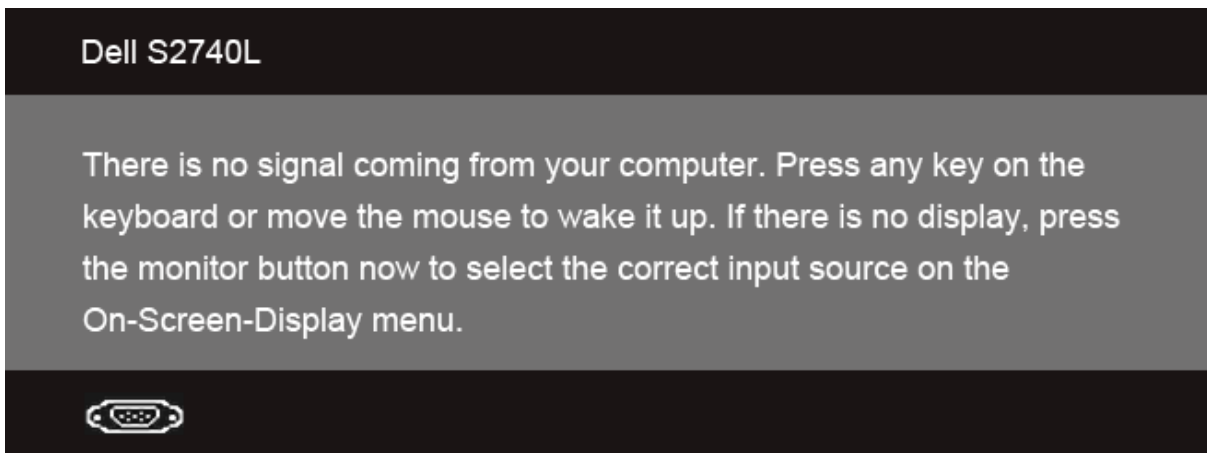 Dell S2740L
There is no signal coming from your computer. Press any key on the
keyboard or move the mouse to wake it up. If there is no display, press
the monitor button now to select the correct input source on the
On-Screen-Display menu.